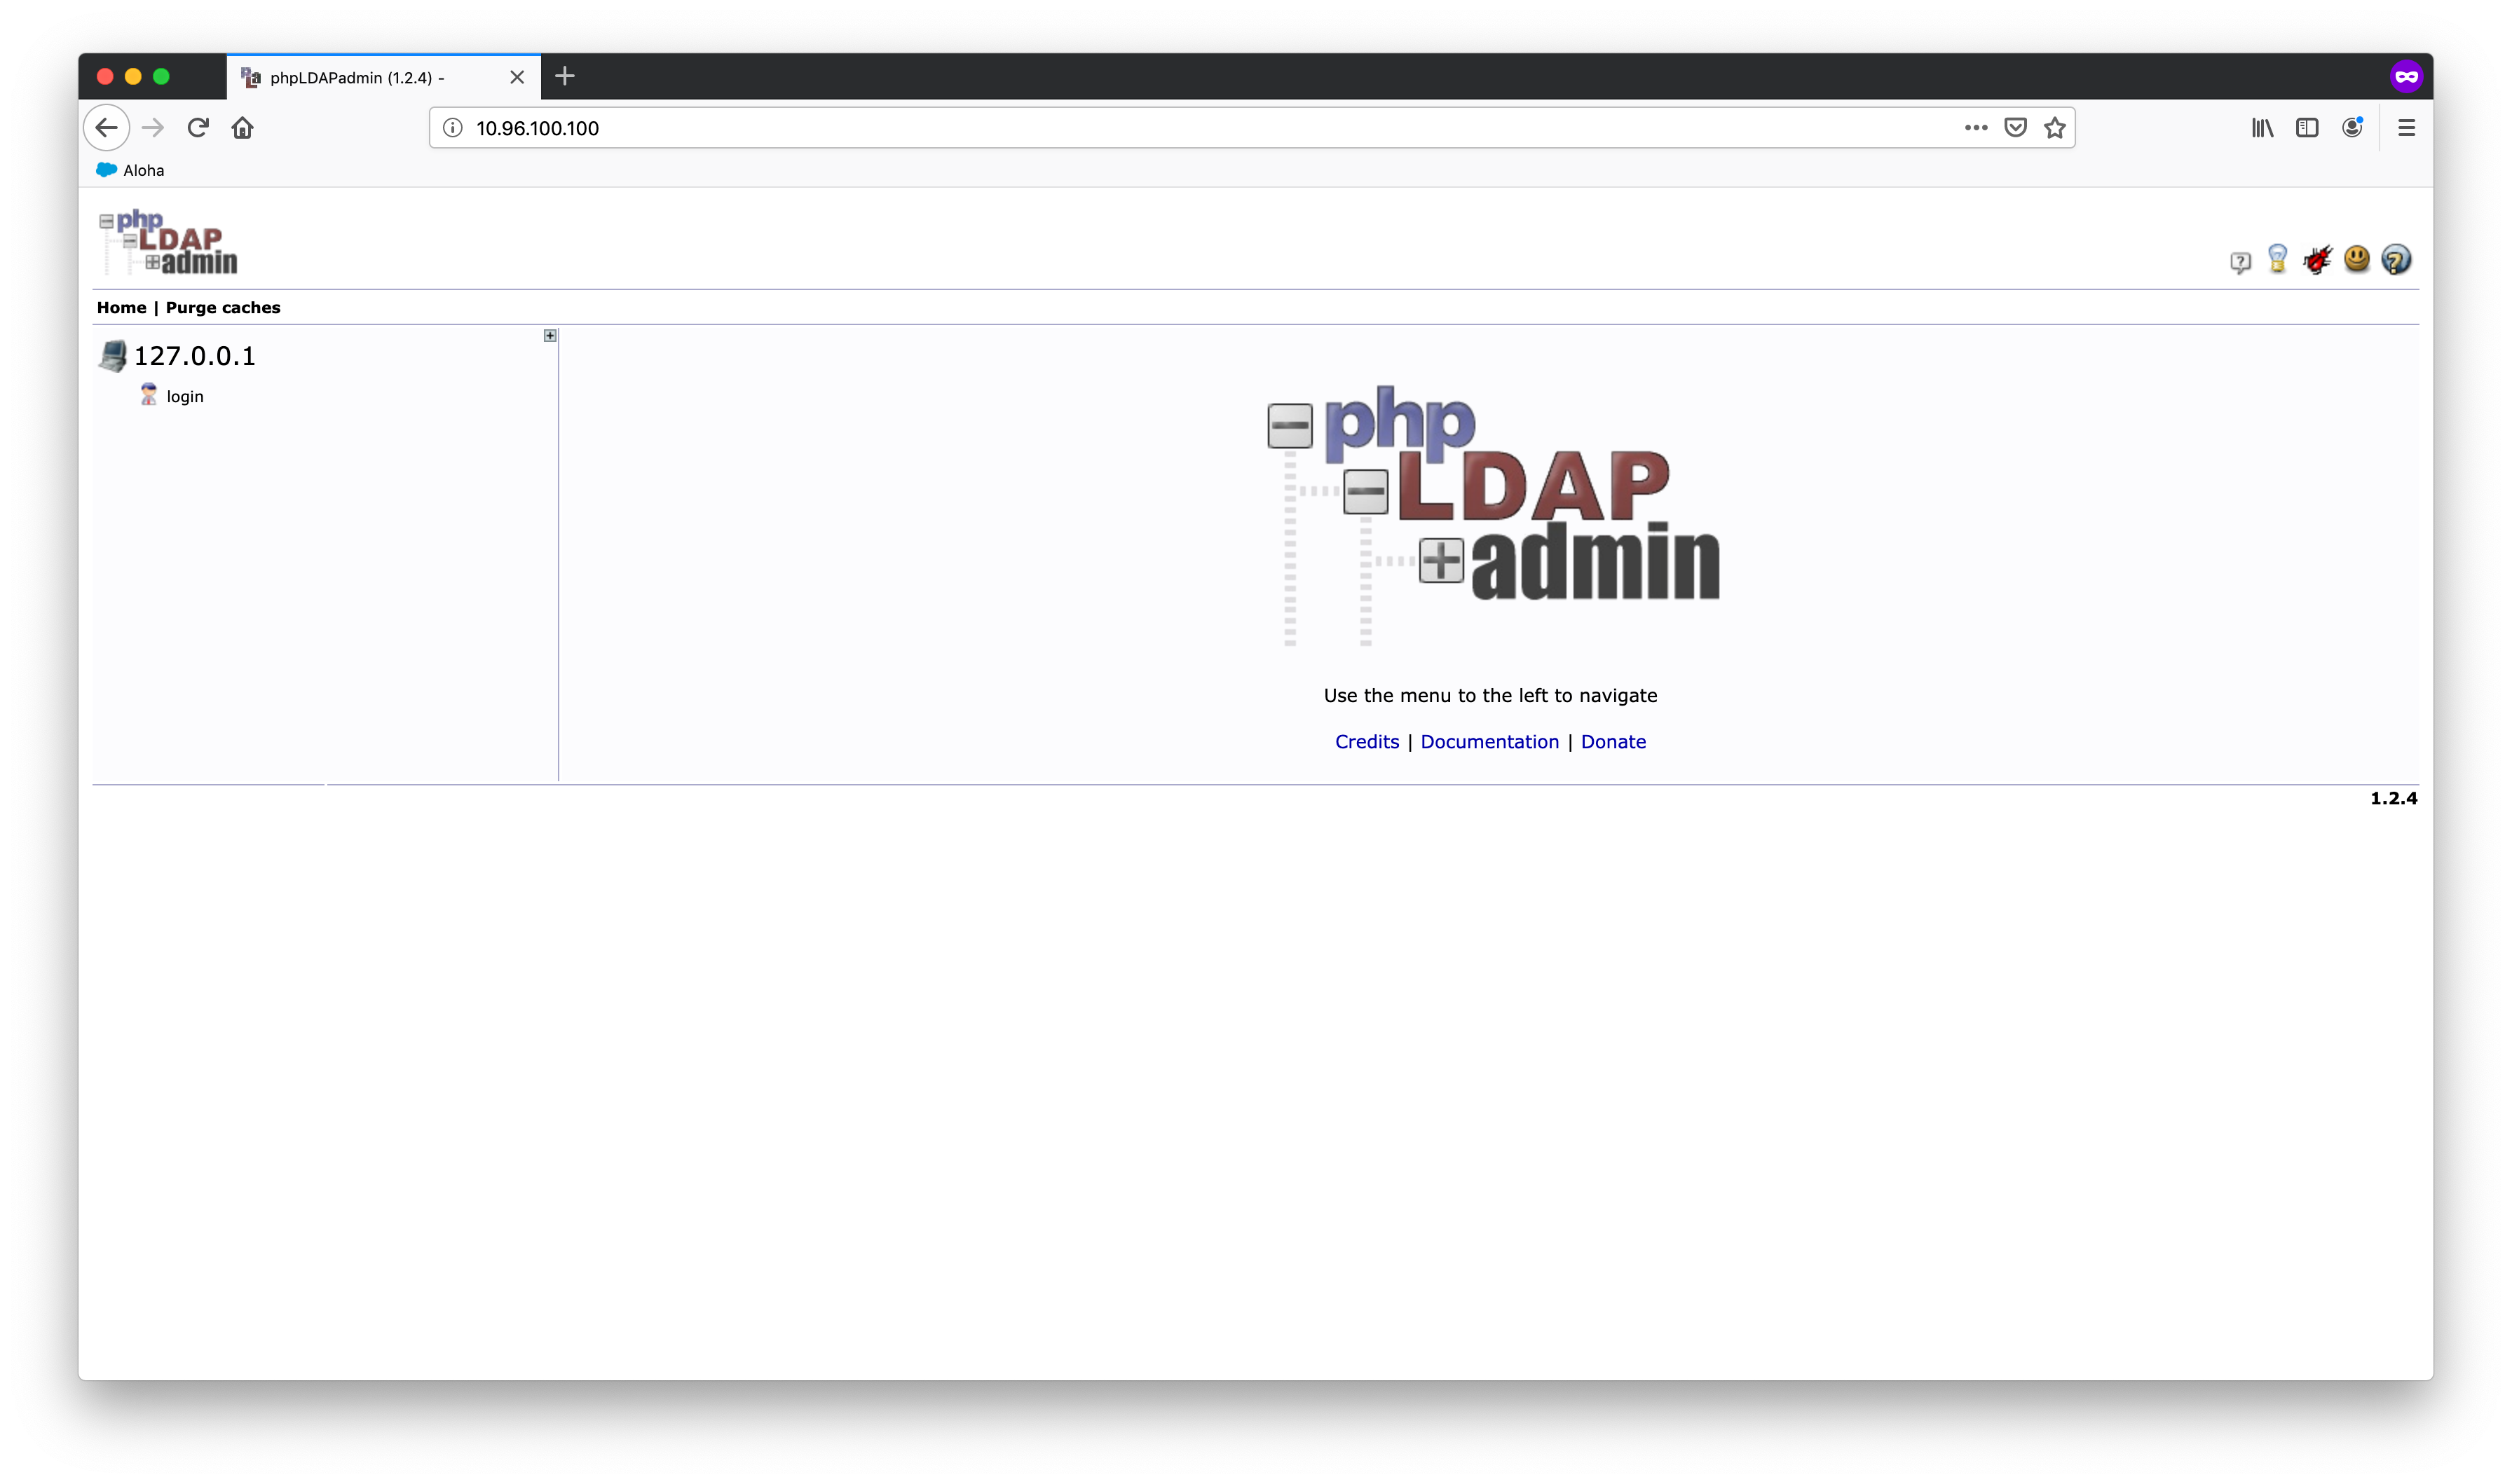 phpLDAPadmin (1.2.4) -
10.96.100.100
Aloha
php
LDAP
admin
Home | Purge caches
127.0.0.1
login
php
LDAP
admin
Use the menu to the left to navigate
Credits | Documentation | Donate
1.2.4